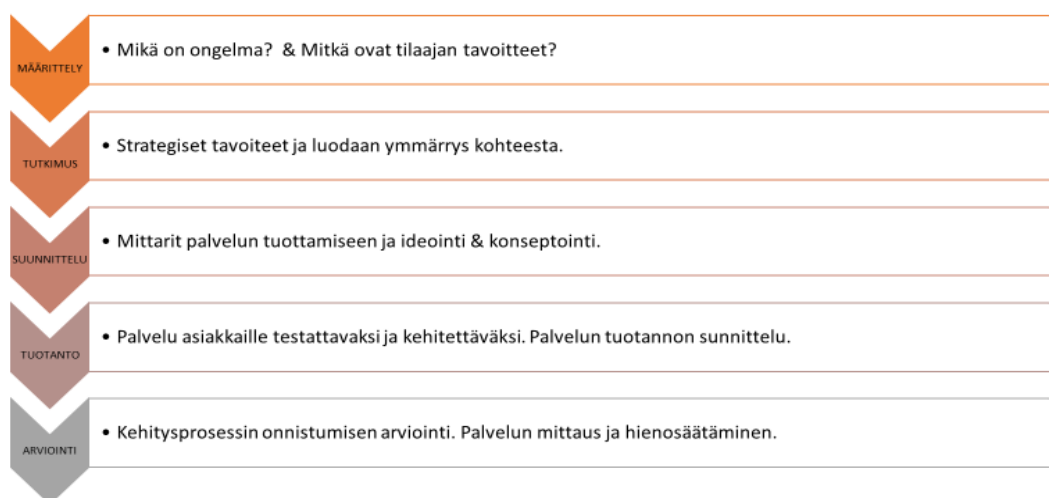 MÄÄRITTELY
• Mikä on ongelma? & Mitkä ovat tilaajan tavoitteet?
TUTKIMUS
• Strategiset tavoiteet ja luodaan ymmärrys kohteesta.
SUUNNITTELU
• Mittarit palvelun tuottamiseen ja ideointi & konseptointi.
TUOTANTO
• Palvelu asiakkaille testattavaksi ja kehitettäväksi. Palvelun tuotannon sunnittelu.
ARVIOINTI
• Kehitysprosessin onnistumisen arviointi. Palvelun mittaus ja hienosäätäminen.